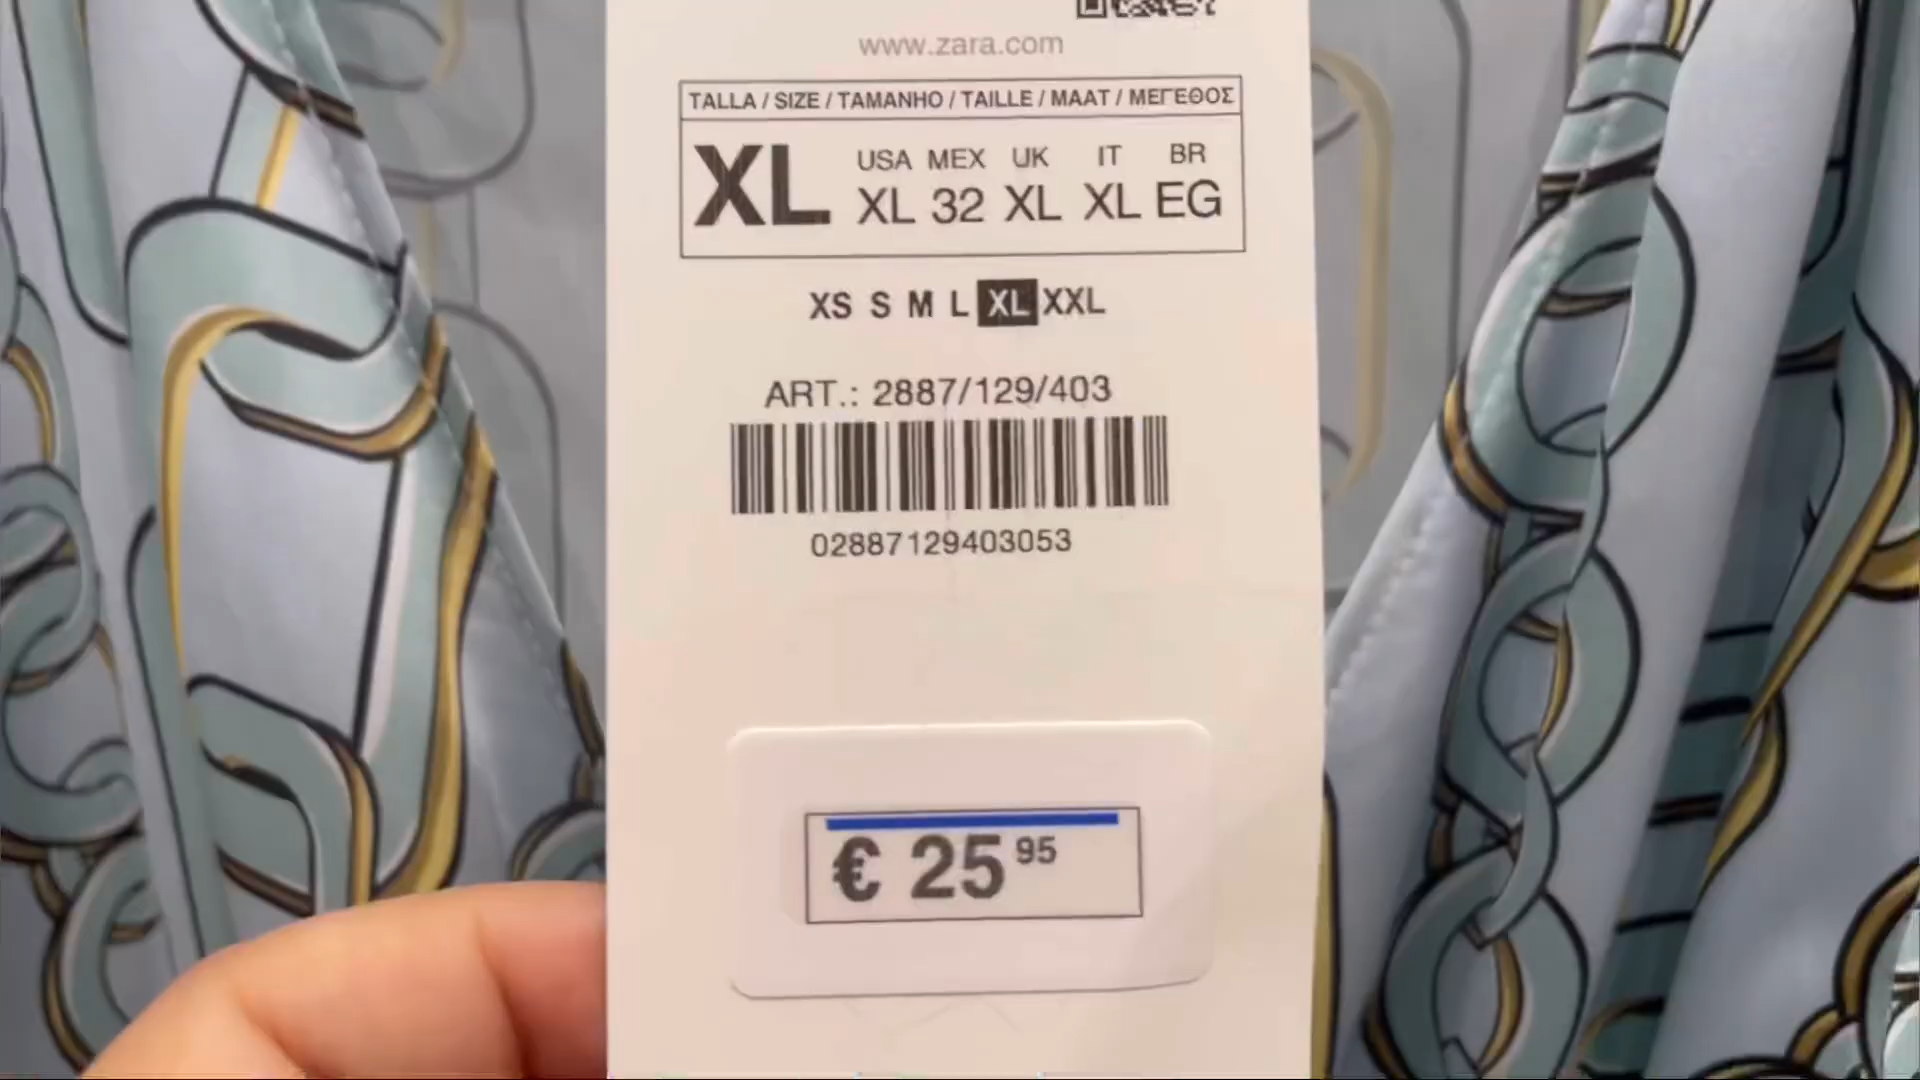 www.zara.com
TALLA / SIZE / TAMANHO / TAILLE / MAAT / ΜΕΓΕΘΟΣ
XL
USA MEX UK IT BR
XL 32 XL XL EG
XS S M L XL XXL
ART.: 2887/129/403
02887129403053
€ 25 95